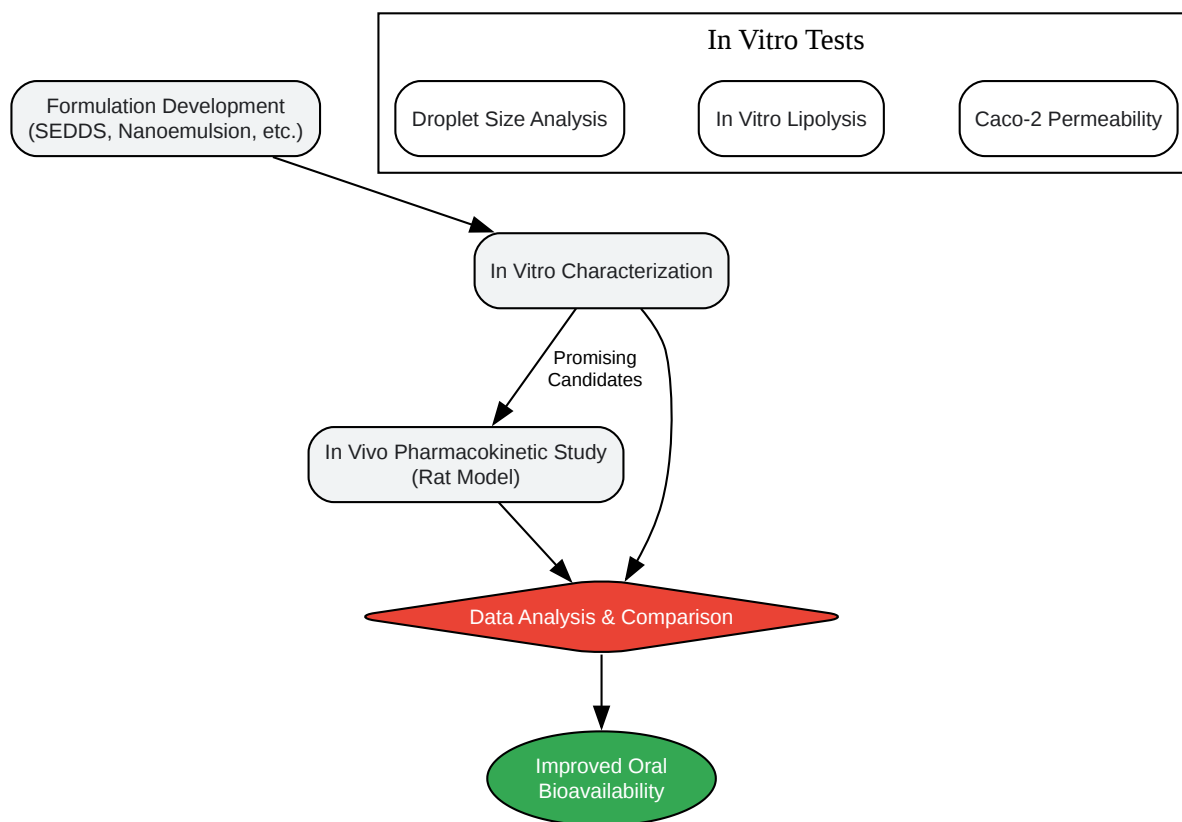 In Vitro Tests
Formulation Development
(SEDDS, Nanoemulsion, etc.)
Droplet Size Analysis
In Vitro Lipolysis
Caco-2 Permeability
In Vitro Characterization
Promising
Candidates
In Vivo Pharmacokinetic Study
(Rat Model)
Data Analysis & Comparison
Improved Oral
Bioavailability